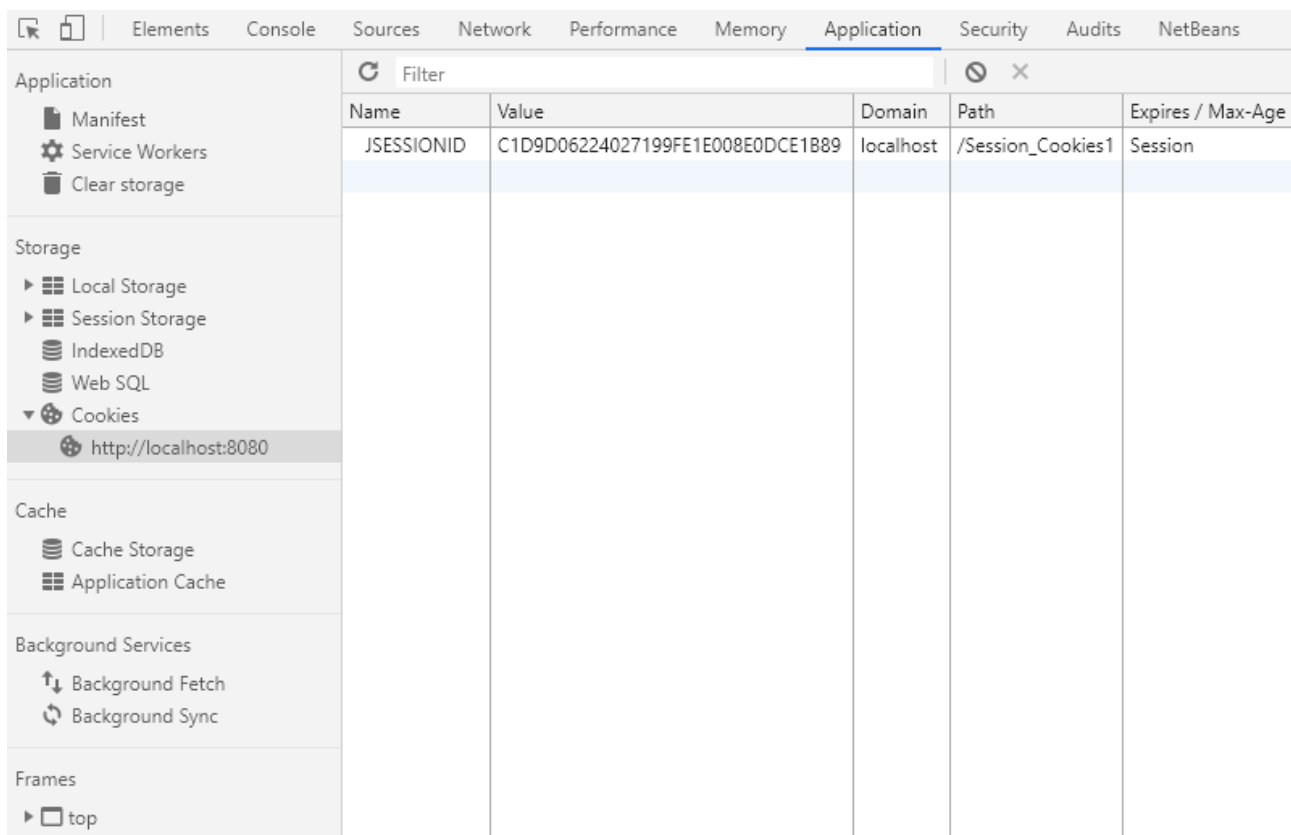 Elements Console Sources Network Performance Memory Application Security Audits NetBeans
Application
Manifest
Service Workers
Clear storage
Storage
Local Storage
Session Storage
IndexedDB
Web SQL
Cookies
http://localhost:8080
Cache
Cache Storage
Application Cache
Background Services
Background Fetch
Background Sync
Frames
top
Filter
Name Value Domain Path Expires / Max-Age
JSESSIONID C1D9D06224027199FE1E008E0DCE1B89 localhost /Session_Cookies1 Session